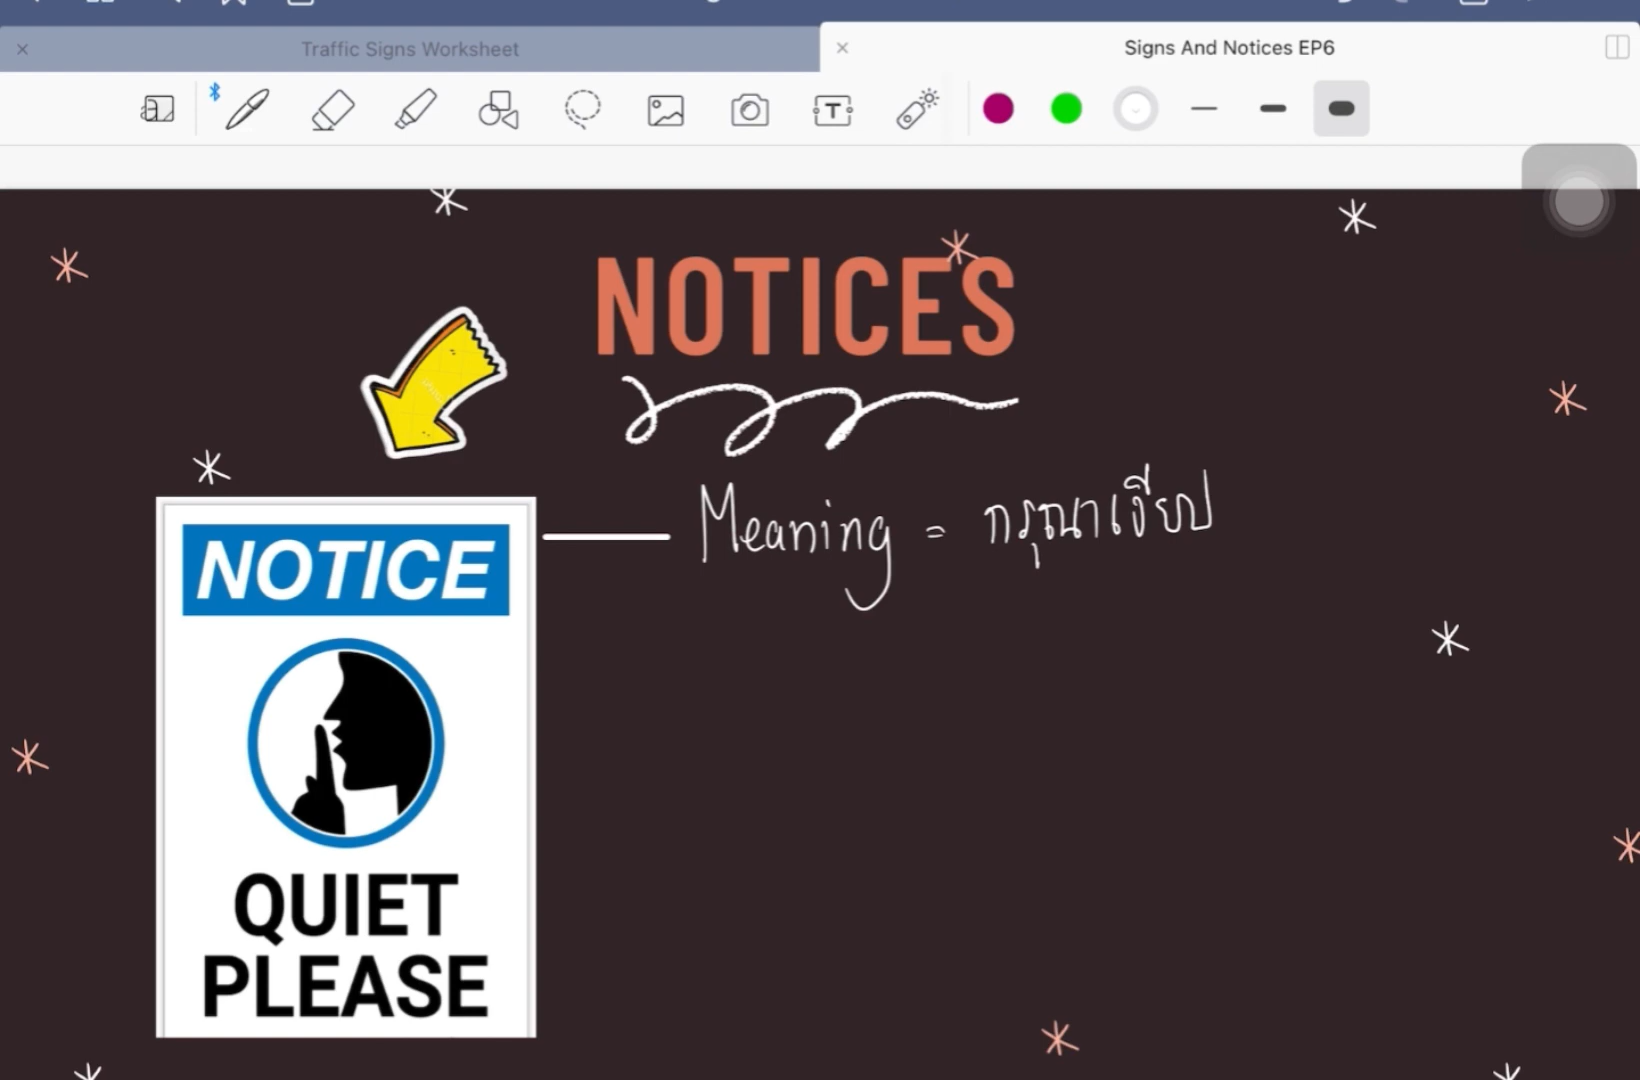 Traffic Signs Worksheet
Signs And Notices EP6
NOTICES
Meaning = กรุณาเงียบ
NOTICE
QUIET
PLEASE